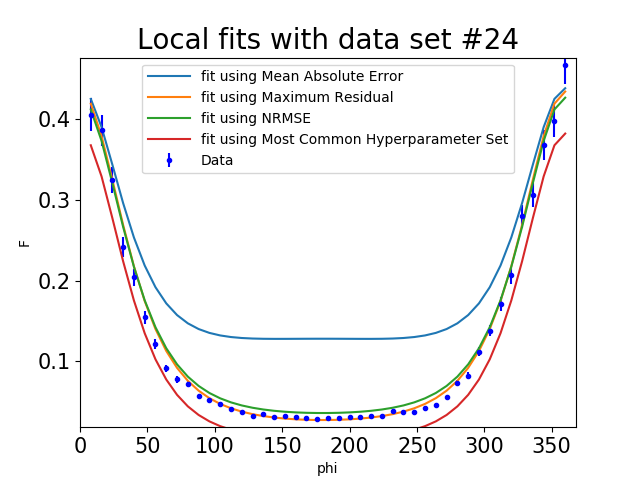 Local fits with data set #24
fit using Mean Absolute Error
fit using Maximum Residual
fit using NRMSE
fit using Most Common Hyperparameter Set
Data
F
0.4
0.3
0.2
0.1
0 50 100 150 200 250 300 350
phi